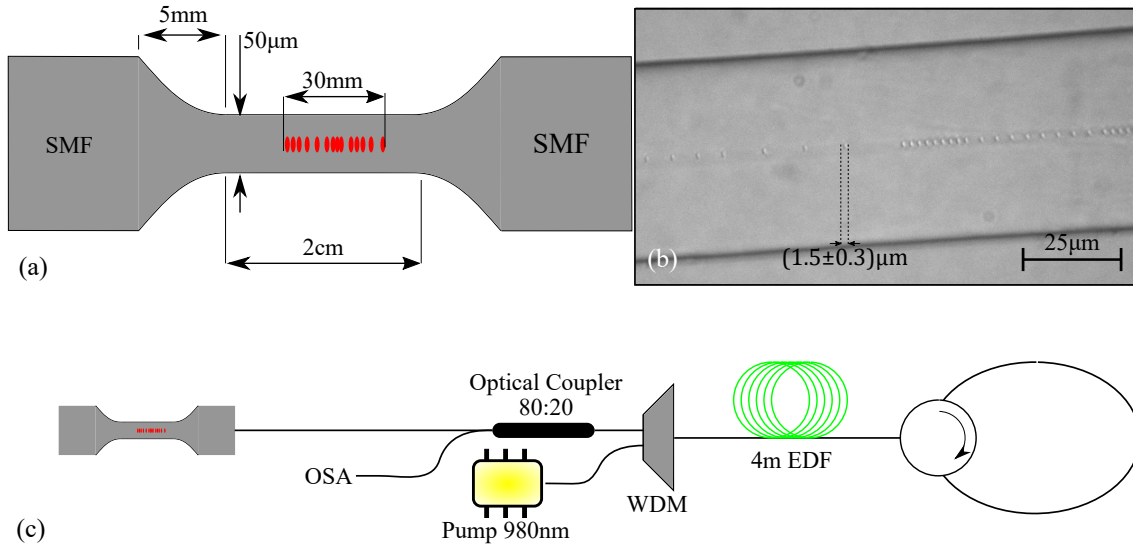 5mm
50µm
30mm
SMF
SMF
2cm
(a)
(1.5±0.3)µm
25µm
(b)
Optical Coupler
80:20
OSA
Pump 980nm
WDM
4m EDF
(c)